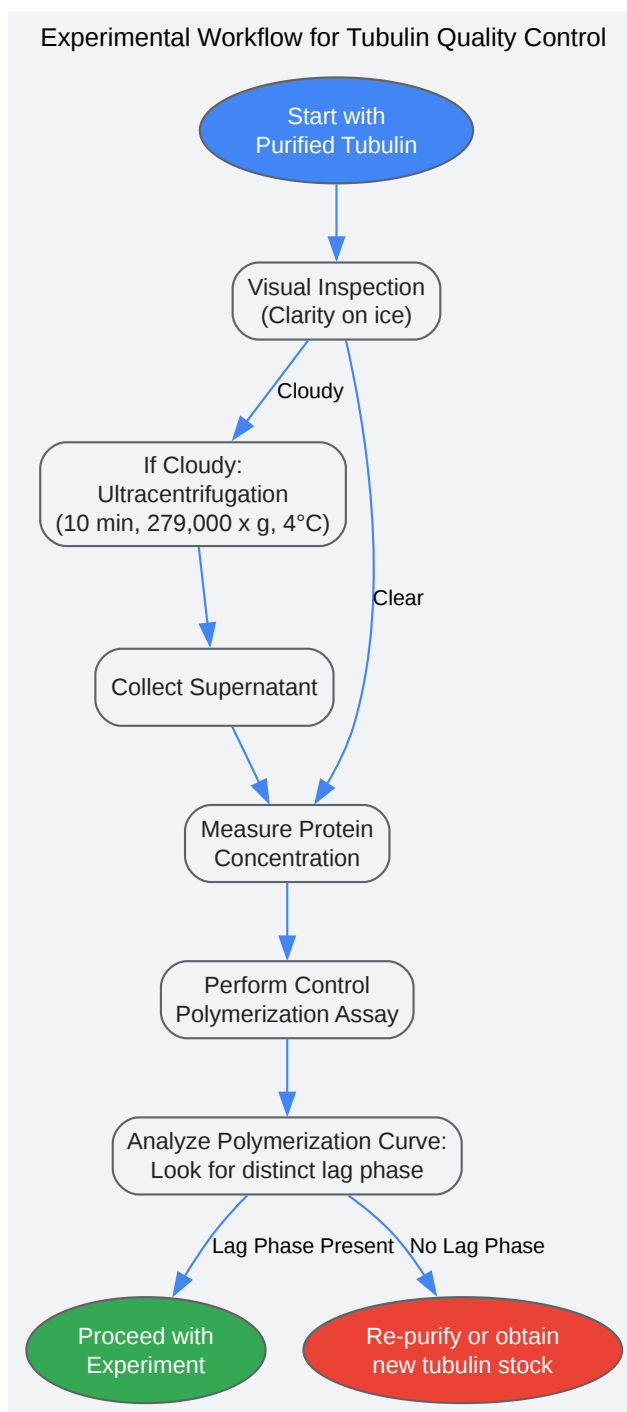 Experimental Workflow for Tubulin Quality Control
Start with
Purified Tubulin
Visual Inspection
(Clarity on ice)
Cloudy
If Cloudy:
Ultracentrifugation
(10 min, 279,000 x g, 4°C)
Clear
Collect Supernatant
Measure Protein
Concentration
Perform Control
Polymerization Assay
Analyze Polymerization Curve:
Look for distinct lag phase
Lag Phase Present
No Lag Phase
Proceed with
Experiment
Re-purify or obtain
new tubulin stock